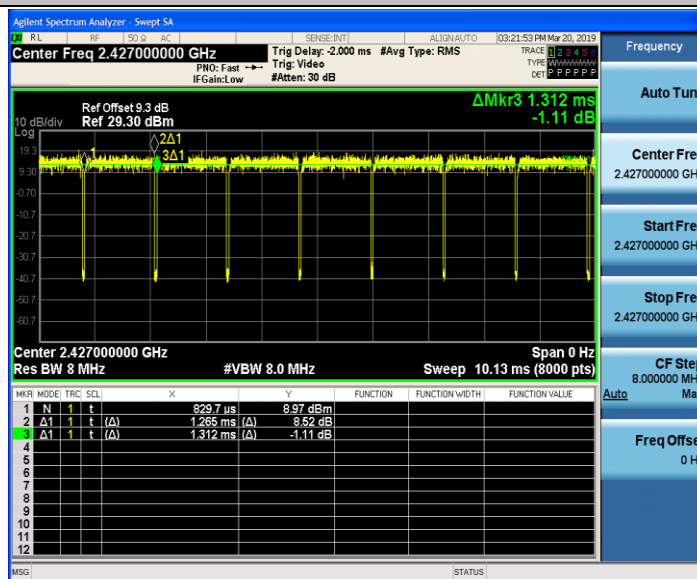 Agilent Spectrum Analyzer - Swept SA
LXI RL RF 50 Ω AC SENSE:INT ALIGNAUTO 03:21:53 PM Mar 20, 2019
Center Freq 2.427000000 GHz
PNO: Fast
IFGain:Low
Trig Delay: -2.000 ms
Trig: Video
#Atten: 30 dB
#Avg Type: RMS
TRACE 1 2 3 4 5 6
TYPE WWWWWW
DET P P P P P P
ΔMkr3 1.312 ms
-1.11 dB
Ref Offset 9.3 dB
10 dB/div Ref 29.30 dBm
Log
19.3
9.30
-0.70
-10.7
-20.7
-30.7
-40.7
-50.7
-60.7
1
2Δ1
3Δ1
Center 2.427000000 GHz Span 0 Hz
Res BW 8 MHz #VBW 8.0 MHz Sweep 10.13 ms (8000 pts)
MKR MODE TRC SCL X Y FUNCTION FUNCTION WIDTH FUNCTION VALUE
1 N 1 t 829.7 µs 8.97 dBm
2 Δ1 1 t (Δ) 1.265 ms (Δ) 8.52 dB
3 Δ1 1 t (Δ) 1.312 ms (Δ) -1.11 dB
4
5
6
7
8
9
10
11
12
MSG STATUS
Frequency
Auto Tun
Center Fre
2.427000000 GH
Start Fre
2.427000000 GH
Stop Fre
2.427000000 GH
CF Step
8.000000 MH
Auto Ma
Freq Offse
0 H